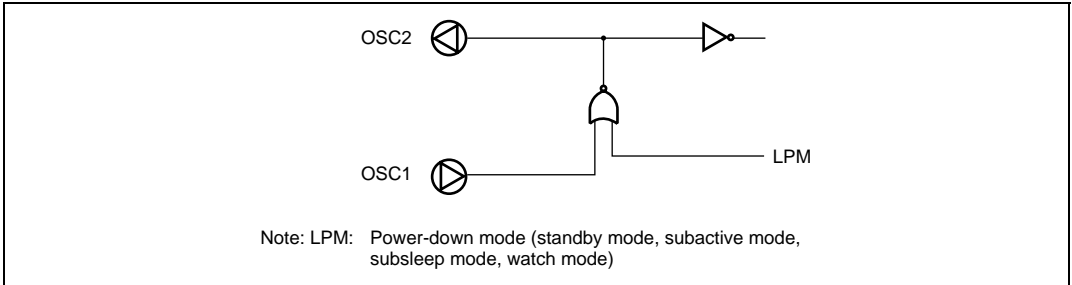 OSC2
LPM
OSC1
Note: LPM: Power-down mode (standby mode, subactive mode,
subsleep mode, watch mode)